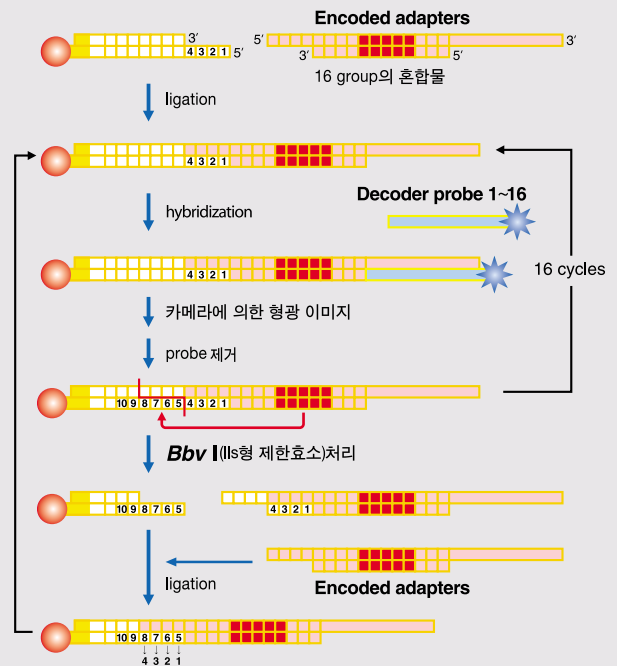 Encoded adapters
3′
4 3 2 1 5′
5′
3′
3′
5′
16 group의 혼합물
ligation
4 3 2 1
Decoder probe 1~16
hybridization
4 3 2 1
16 cycles
카메라에 의한 형광 이미지
probe 제거
10 9 8 7 6 5 4 3 2 1
Bbv I(IIs형 제한효소)처리
10 9 8 7 6 5
4 3 2 1
ligation
Encoded adapters
10 9 8 7 6 5
↓ ↓ ↓ ↓
4 3 2 1